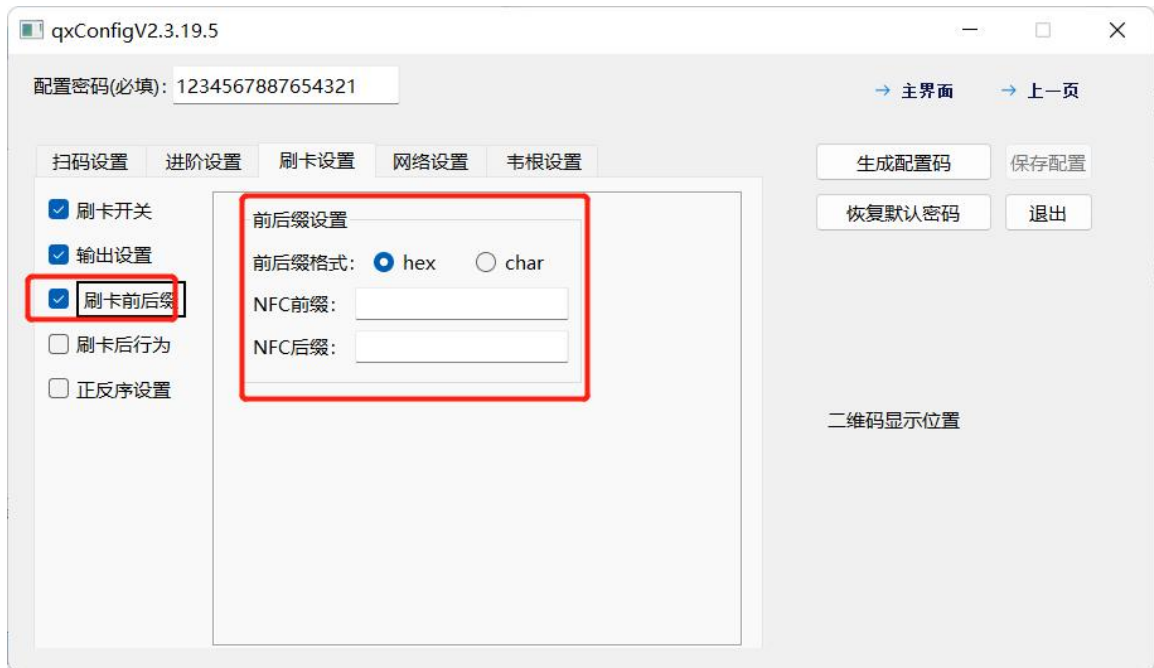 qxConfigV2.3.19.5
配置密码(必填): 1234567887654321
→ 主界面 → 上一页
扫码设置 进阶设置 刷卡设置 网络设置 韦根设置
生成配置码 保存配置
恢复默认密码 退出
刷卡开关
输出设置
刷卡前后缀
刷卡后行为
正反序设置
前后缀设置
前后缀格式: hex char
NFC前缀:
NFC后缀:
二维码显示位置